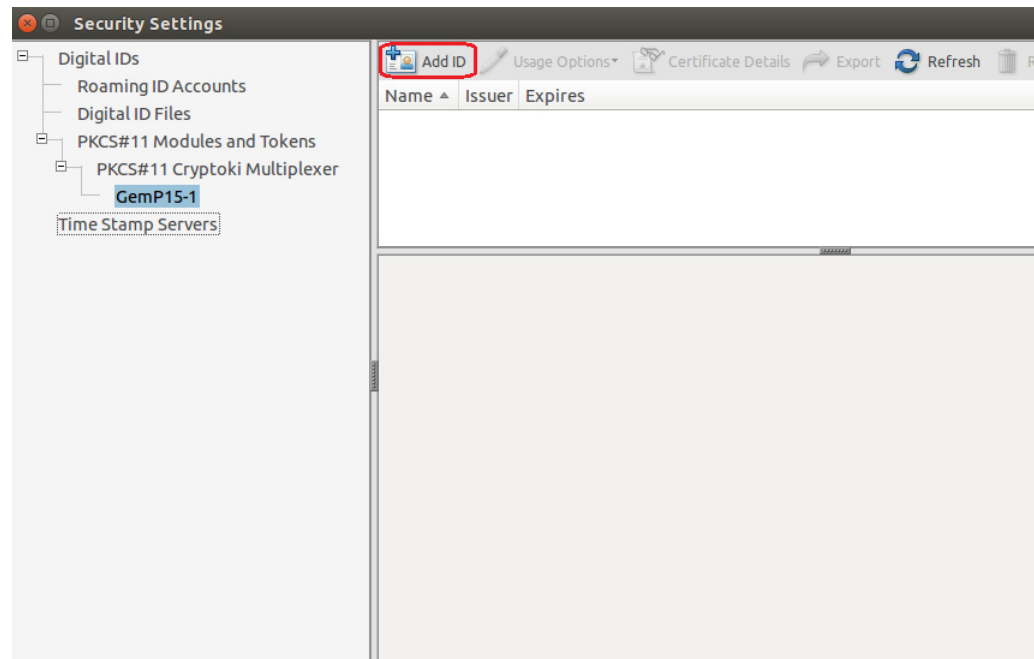 Security Settings
Digital IDs
Roaming ID Accounts
Digital ID Files
PKCS#11 Modules and Tokens
PKCS#11 Cryptoki Multiplexer
GemP15-1
Time Stamp Servers
Add ID Usage Options Certificate Details Export Refresh R
Name Issuer Expires